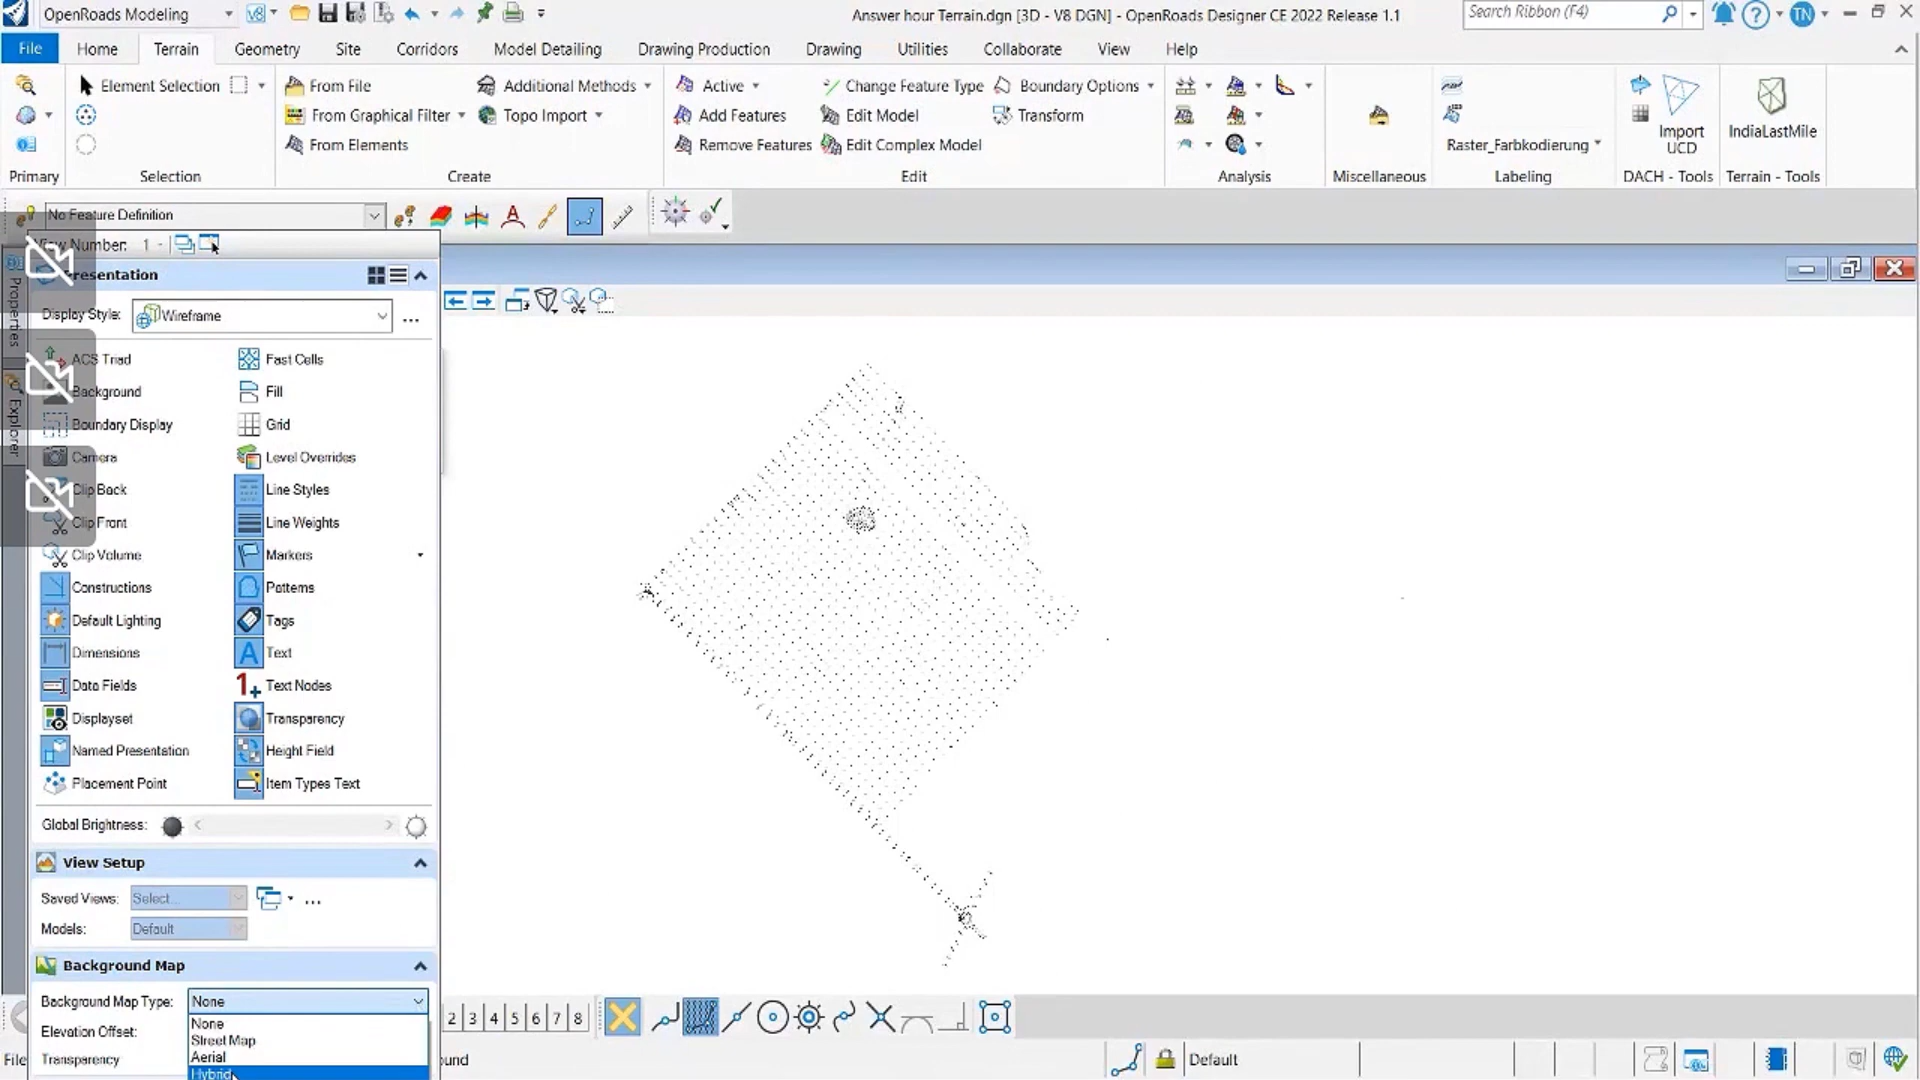 OpenRoads Modeling
Answer hour Terrain.dgn [3D - V8 DGN] - OpenRoads Designer CE 2022 Release 1.1
Search Ribbon (F4)
TN
File Home Terrain Geometry Site Corridors Model Detailing Drawing Production Drawing Utilities Collaborate View Help
Element Selection
From File
From Graphical Filter
From Elements
Additional Methods
Topo Import
Active
Add Features
Remove Features
Change Feature Type
Edit Model
Edit Complex Model
Boundary Options
Transform
Raster_Farbkodierung
Import
UCD
IndiaLastMile
Primary Selection Create Edit Analysis Miscellaneous Labeling DACH - Tools Terrain - Tools
No Feature Definition
View Number: 1
Properties
Explorer
Presentation
Display Style: Wireframe
ACS Triad Fast Cells
Background Fill
Boundary Display Grid
Camera Level Overrides
Clip Back Line Styles
Clip Front Line Weights
Clip Volume Markers
Constructions Patterns
Default Lighting Tags
Dimensions Text
Data Fields Text Nodes
Displayset Transparency
Named Presentation Height Field
Placement Point Item Types Text
Global Brightness:
View Setup
Saved Views: Select...
Models: Default
Background Map
Background Map Type: None
Elevation Offset:
Transparency
None
Street Map
Aerial
Hybrid
2 3 4 5 6 7 8
File
ound
Default